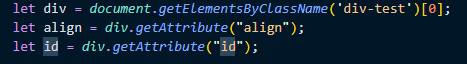 let div = document.getElementsByClassName('div-test')[0];
let align = div.getAttribute("align");
let id = div.getAttribute("id");